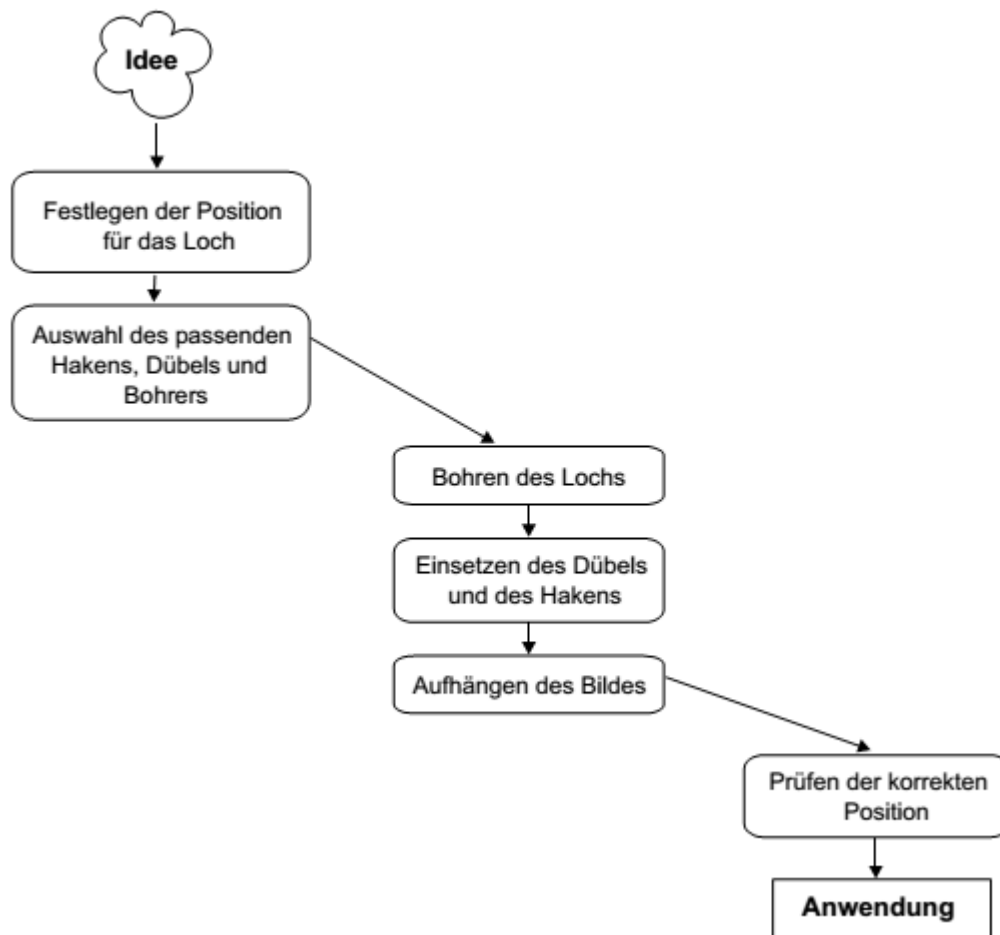 Idee
Festlegen der Position
für das Loch
Auswahl des passenden
Hakens, Dübels und
Bohrers
Bohren des Lochs
Einsetzen des Dübels
und des Hakens
Aufhängen des Bildes
Prüfen der korrekten
Position
Anwendung